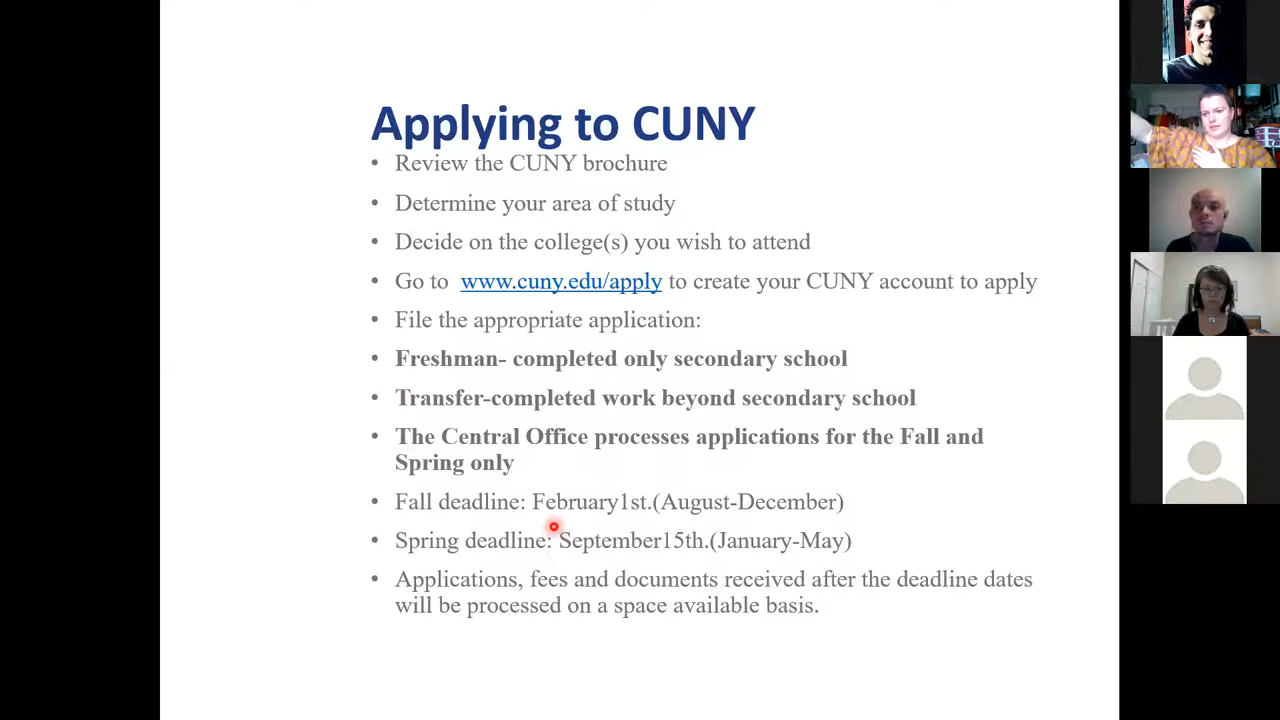 Applying to CUNY
• Review the CUNY brochure
• Determine your area of study
• Decide on the college(s) you wish to attend
• Go to  www.cuny.edu/apply to create your CUNY account to apply
• File the appropriate application:
• Freshman- completed only secondary school
• Transfer-completed work beyond secondary school
• The Central Office processes applications for the Fall and
Spring only
• Fall deadline: February1st.(August-December)
• Spring deadline: September15th.(January-May)
• Applications, fees and documents received after the deadline dates
will be processed on a space available basis.